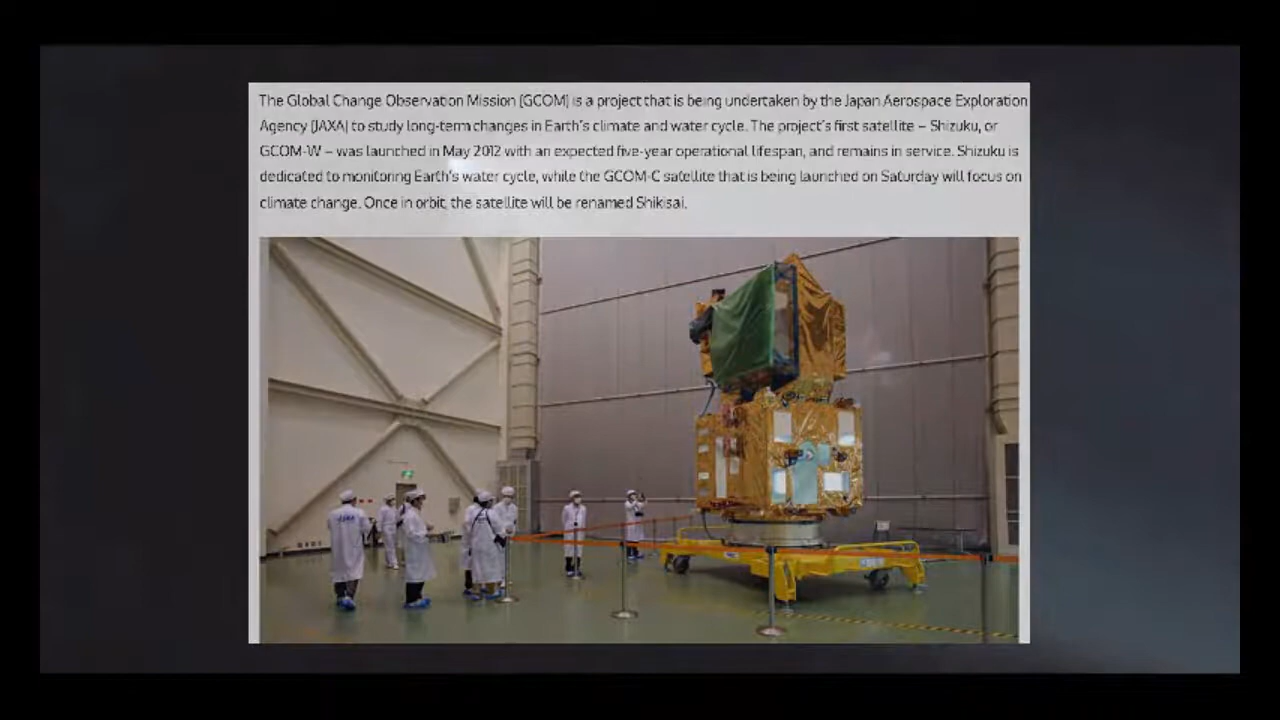 The Global Change Observation Mission (GCOM) is a project that is being undertaken by the Japan Aerospace Exploration
Agency (JAXA) to study long-term changes in Earth's climate and water cycle. The project's first satellite – Shizuku, or
GCOM-W – was launched in May 2012 with an expected five-year operational lifespan, and remains in service. Shizuku is
dedicated to monitoring Earth's water cycle, while the GCOM-C satellite that is being launched on Saturday will focus on
climate change. Once in orbit, the satellite will be renamed Shikisai.